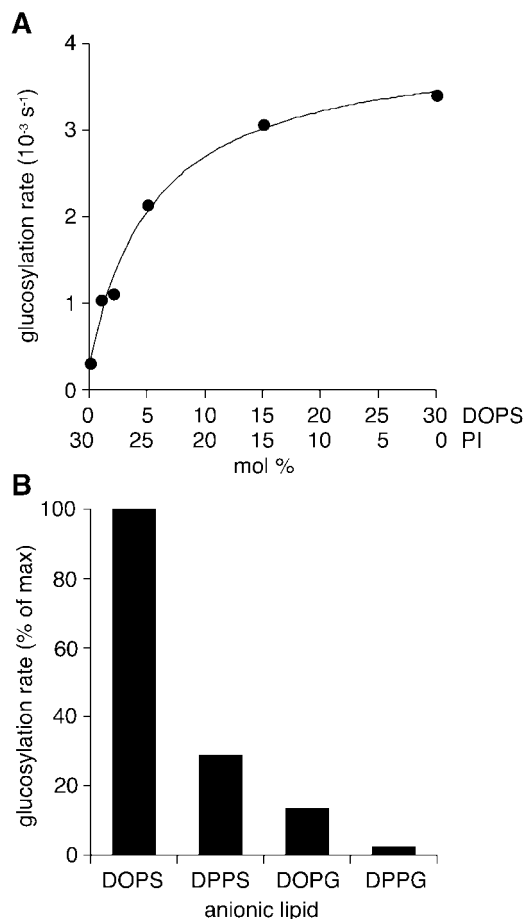 A
glucosylation rate (10⁻³ s⁻¹)
4
3
2
1
0
0 5 10 15 20 25 30 DOPS
30 25 20 15 10 5 0 PI
mol %
B
glucosylation rate (% of max)
100
80
60
40
20
0
DOPS DPPS DOPG DPPG
anionic lipid